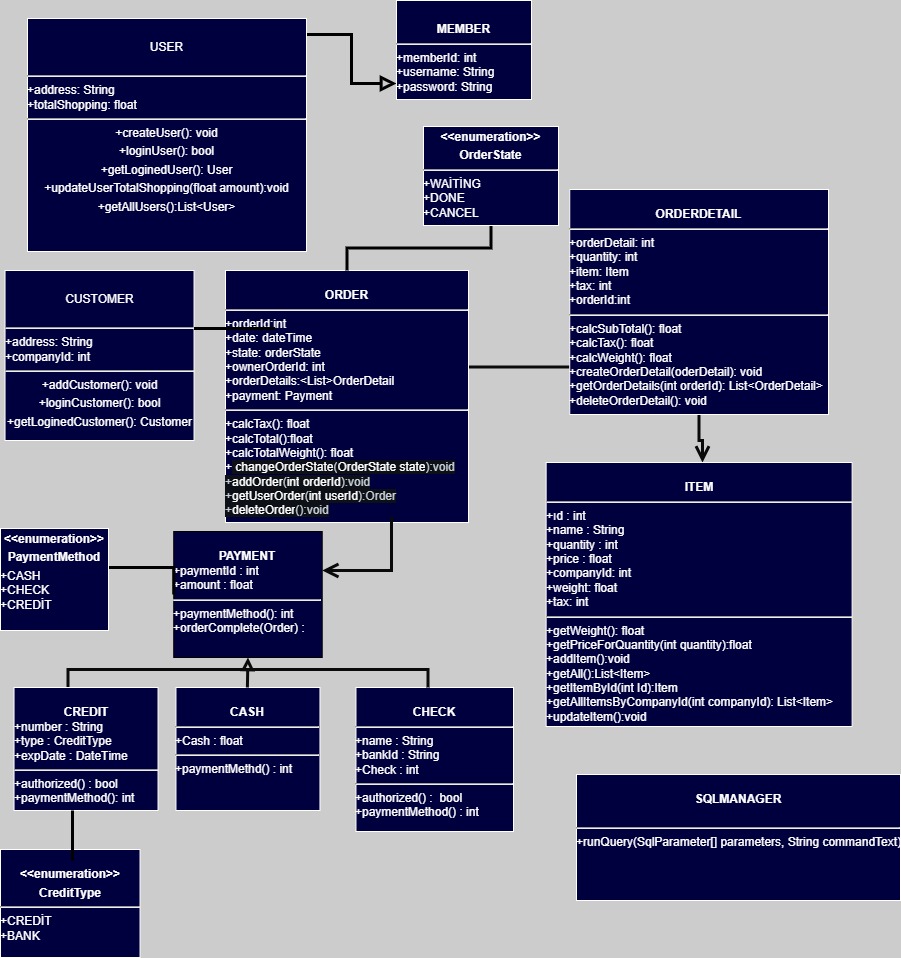 USER
+address: String
+totalShopping: float
+createUser(): void
+loginUser(): bool
+getLoginedUser(): User
+updateUserTotalShopping(float amount):void
+getAllUsers():List<User>
MEMBER
+memberId: int
+username: String
+password: String
<<enumeration>>
OrderState
+WAİTİNG
+DONE
+CANCEL
ORDERDETAIL
+orderDetail: int
+quantity: int
+item: Item
+tax: int
+orderId:int
+calcSubTotal(): float
+calcTax(): float
+calcWeight(): float
+createOrderDetail(oderDetail): void
+getOrderDetails(int orderId): List<OrderDetail>
+deleteOrderDetail(): void
CUSTOMER
+address: String
+companyId: int
+addCustomer(): void
+loginCustomer(): bool
+getLoginedCustomer(): Customer
ORDER
+orderId:int
+date: dateTime
+state: orderState
+ownerOrderId: int
+orderDetails:<List>OrderDetail
+payment: Payment
+calcTax(): float
+calcTotal():float
+calcTotalWeight(): float
+ changeOrderState(OrderState state):void
+addOrder(int orderId):void
+getUserOrder(int userId):Order
+deleteOrder():void
ITEM
+ıd : int
+name : String
+quantity : int
+price : float
+companyId: int
+weight: float
+tax: int
+getWeight(): float
+getPriceForQuantity(int quantity):float
+addItem():void
+getAll():List<Item>
+getItemById(int Id):Item
+getAllItemsByCompanyId(int companyId): List<Item>
+updateItem():void
<<enumeration>>
PaymentMethod
+CASH
+CHECK
+CREDİT
PAYMENT
+paymentId : int
+amount : float
+paymentMethod(): int
+orderComplete(Order) :
CREDIT
+number : String
+type : CreditType
+expDate : DateTime
+authorized() : bool
+paymentMethod(): int
CASH
+Cash : float
+paymentMethd() : int
CHECK
+name : String
+bankId : String
+Check : int
+authorized() :  bool
+paymentMethod() : int
SQLMANAGER
+runQuery(SqlParameter[] parameters, String commandText)
<<enumeration>>
CreditType
+CREDİT
+BANK